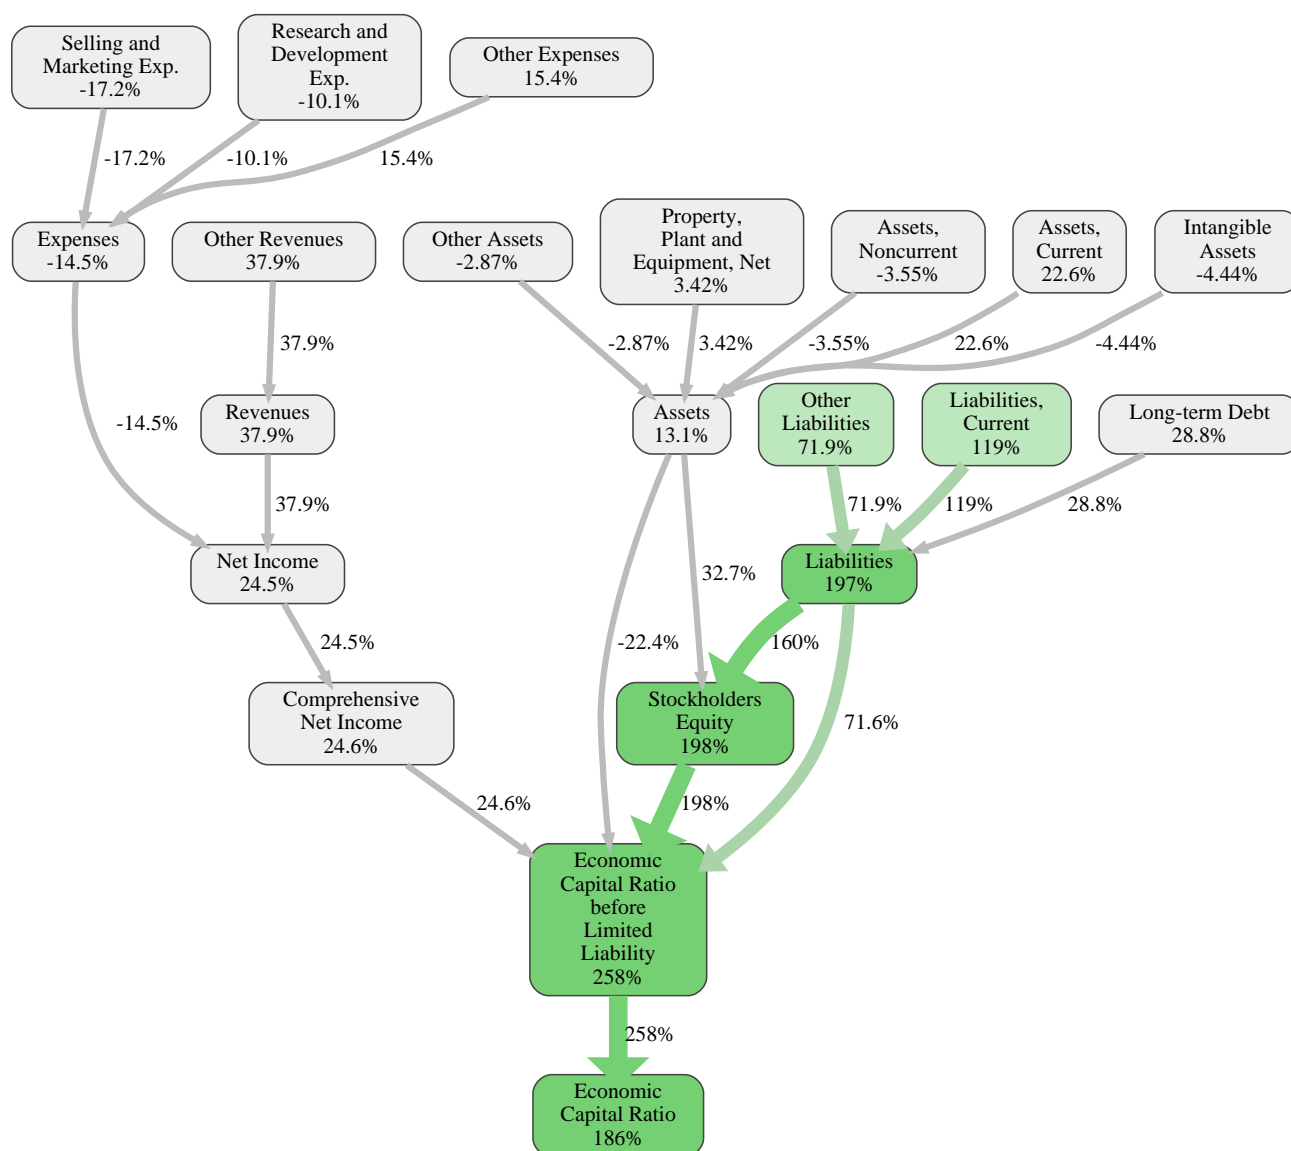 Selling and
Marketing Exp.
-17.2%
Research and
Development
Exp.
-10.1%
Other Expenses
15.4%
-17.2%
-10.1%
15.4%
Expenses
-14.5%
Other Revenues
37.9%
Other Assets
-2.87%
Property,
Plant and
Equipment, Net
3.42%
Assets,
Noncurrent
-3.55%
Assets,
Current
22.6%
Intangible
Assets
-4.44%
37.9%
-2.87%
3.42%
-3.55%
22.6%
-4.44%
-14.5%
Revenues
37.9%
Assets
13.1%
Other
Liabilities
71.9%
Liabilities,
Current
119%
Long-term Debt
28.8%
37.9%
71.9%
119%
28.8%
Net Income
24.5%
32.7%
Liabilities
197%
24.5%
-22.4%
160%
71.6%
Comprehensive
Net Income
24.6%
Stockholders
Equity
198%
24.6%
198%
Economic
Capital Ratio
before
Limited
Liability
258%
258%
Economic
Capital Ratio
186%